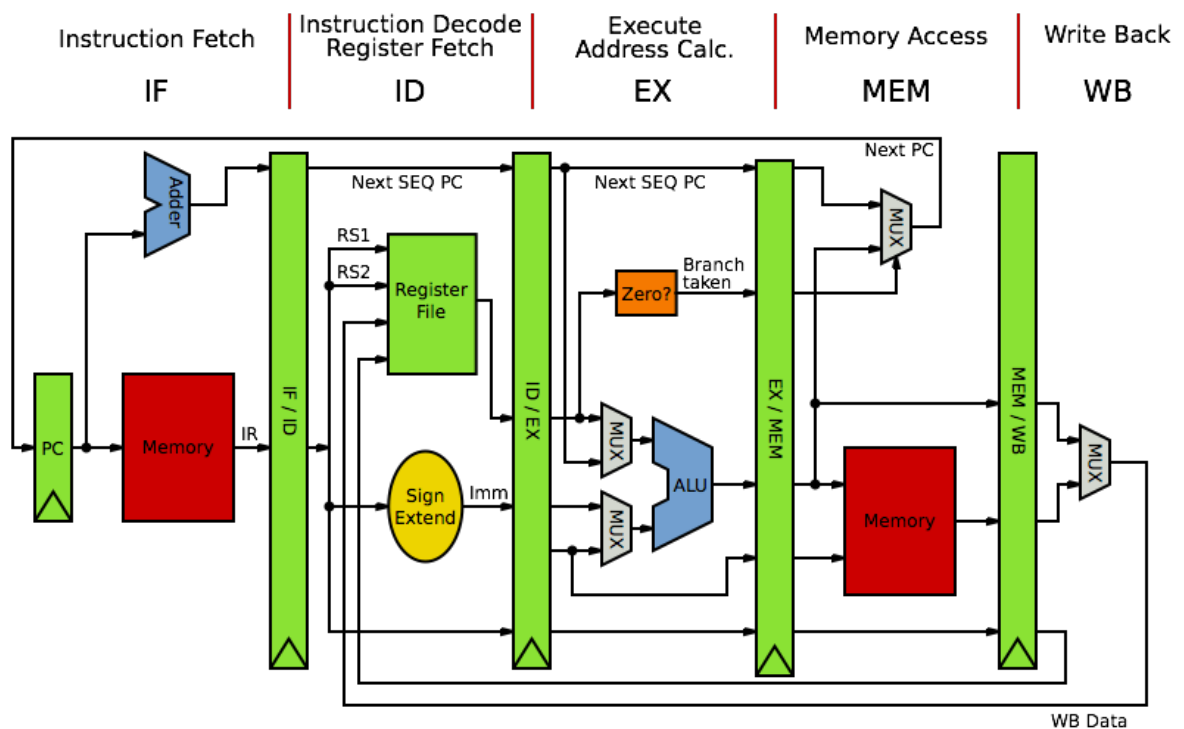 Instruction Fetch
IF
Instruction Decode
Register Fetch
ID
Execute
Address Calc.
EX
Memory Access
MEM
Write Back
WB
Next PC
Adder
Next SEQ PC
Next SEQ PC
MUX
RS1
RS2
Register
File
Branch
taken
Zero?
PC
Memory
IR
IF / ID
Sign
Extend
Imm
ID / EX
MUX
MUX
ALU
EX / MEM
Memory
MEM / WB
MUX
WB Data